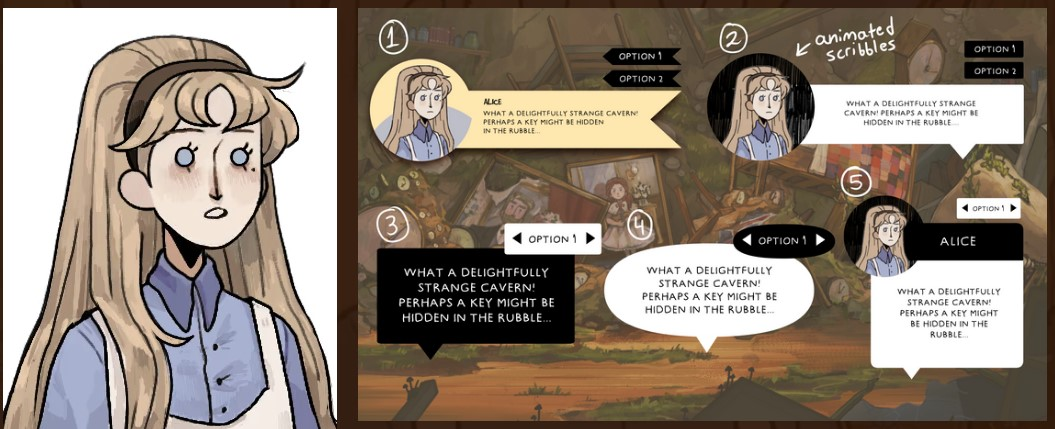 1
OPTION 1
OPTION 2
ALICE
WHAT A DELIGHTFULLY STRANGE CAVERN!
PERHAPS A KEY MIGHT BE HIDDEN
IN THE RUBBLE...
2
animated
scribbles
OPTION 1
OPTION 2
WHAT A DELIGHTFULLY STRANGE
CAVERN! PERHAPS A KEY MIGHT BE
HIDDEN IN THE RUBBLE...
3
OPTION 1
WHAT A DELIGHTFULLY
STRANGE CAVERN!
PERHAPS A KEY MIGHT BE
HIDDEN IN THE RUBBLE...
4
OPTION 1
WHAT A DELIGHTFULLY
STRANGE CAVERN!
PERHAPS A KEY MIGHT BE
HIDDEN IN THE RUBBLE...
5
OPTION 1
ALICE
WHAT A DELIGHTFULLY
STRANGE CAVERN!
PERHAPS A KEY MIGHT
BE HIDDEN IN THE
RUBBLE...